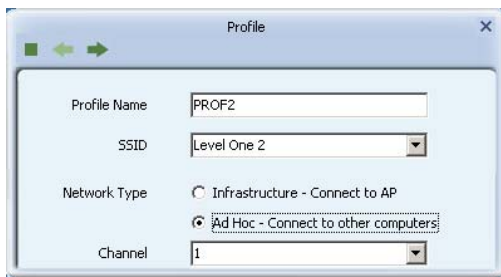 Profile
Profile Name PROF2
SSID Level One 2
Network Type Infrastructure - Connect to AP
Ad Hoc - Connect to other computers
Channel 1